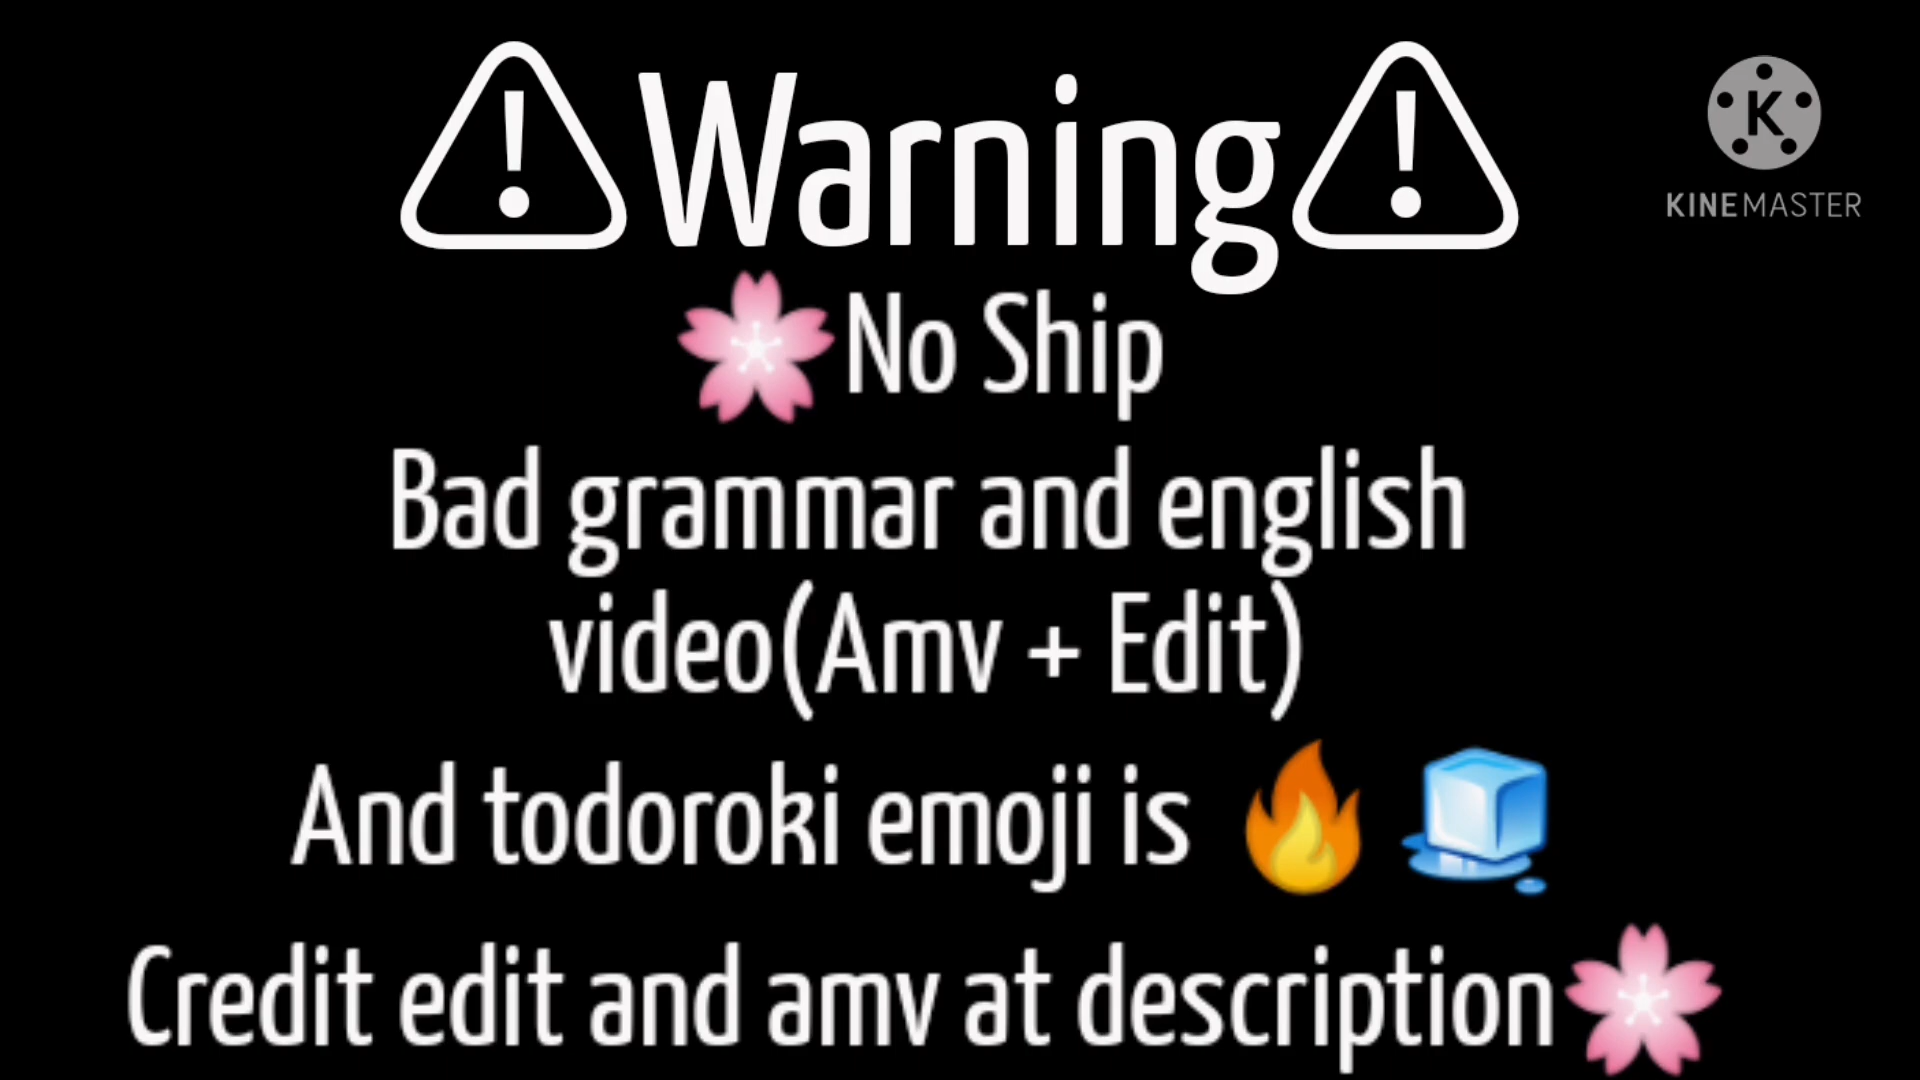 ⚠Warning⚠
K
KINEMASTER
🌸No Ship
Bad grammar and english
video(Amv + Edit)
And todoroki emoji is 🔥 🧊
Credit edit and amv at description🌸